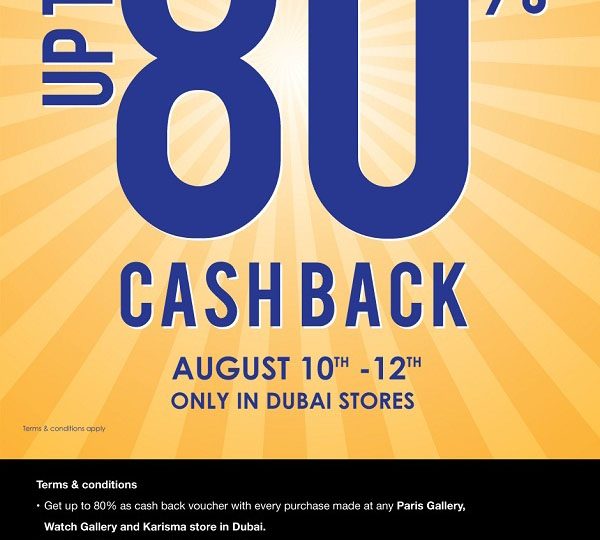 UP T
80%
CASH BACK
AUGUST 10TH -12TH
ONLY IN DUBAI STORES
Terms & conditions apply
Terms & conditions
• Get up to 80% as cash back voucher with every purchase made at any Paris Gallery,
Watch Gallery and Karisma store in Dubai.